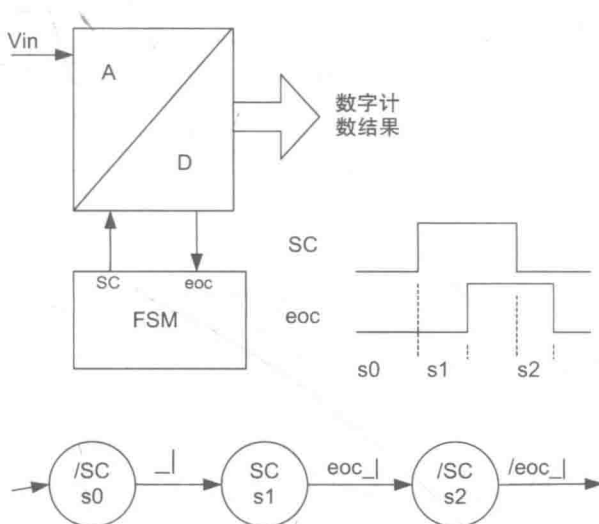 Vin
A
D
数字计
数结果
SC eoc
FSM
SC
eoc
s0 s1 s2
/SC
s0
_|
SC
s1
eoc_|
/SC
s2
/eoc_|